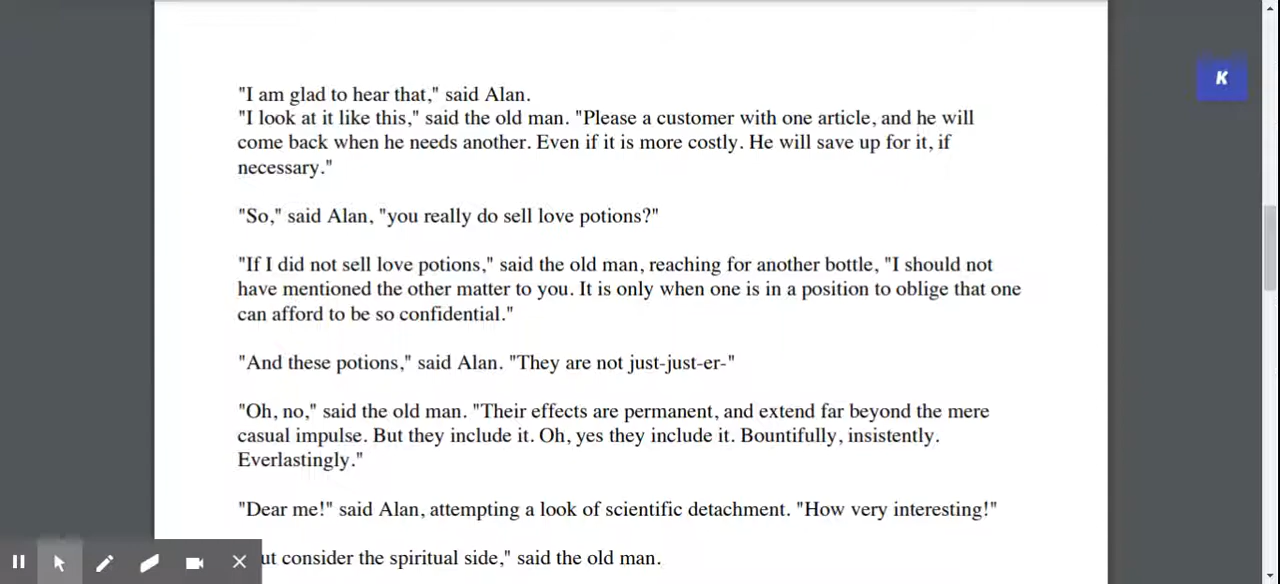 "I am glad to hear that," said Alan.
"I look at it like this," said the old man. "Please a customer with one article, and he will
come back when he needs another. Even if it is more costly. He will save up for it, if
necessary."
"So," said Alan, "you really do sell love potions?"
"If I did not sell love potions," said the old man, reaching for another bottle, "I should not
have mentioned the other matter to you. It is only when one is in a position to oblige that one
can afford to be so confidential."
"And these potions," said Alan. "They are not just-just-er-"
"Oh, no," said the old man. "Their effects are permanent, and extend far beyond the mere
casual impulse. But they include it. Oh, yes they include it. Bountifully, insistently.
Everlastingly."
"Dear me!" said Alan, attempting a look of scientific detachment. "How very interesting!"
ut consider the spiritual side," said the old man.
K